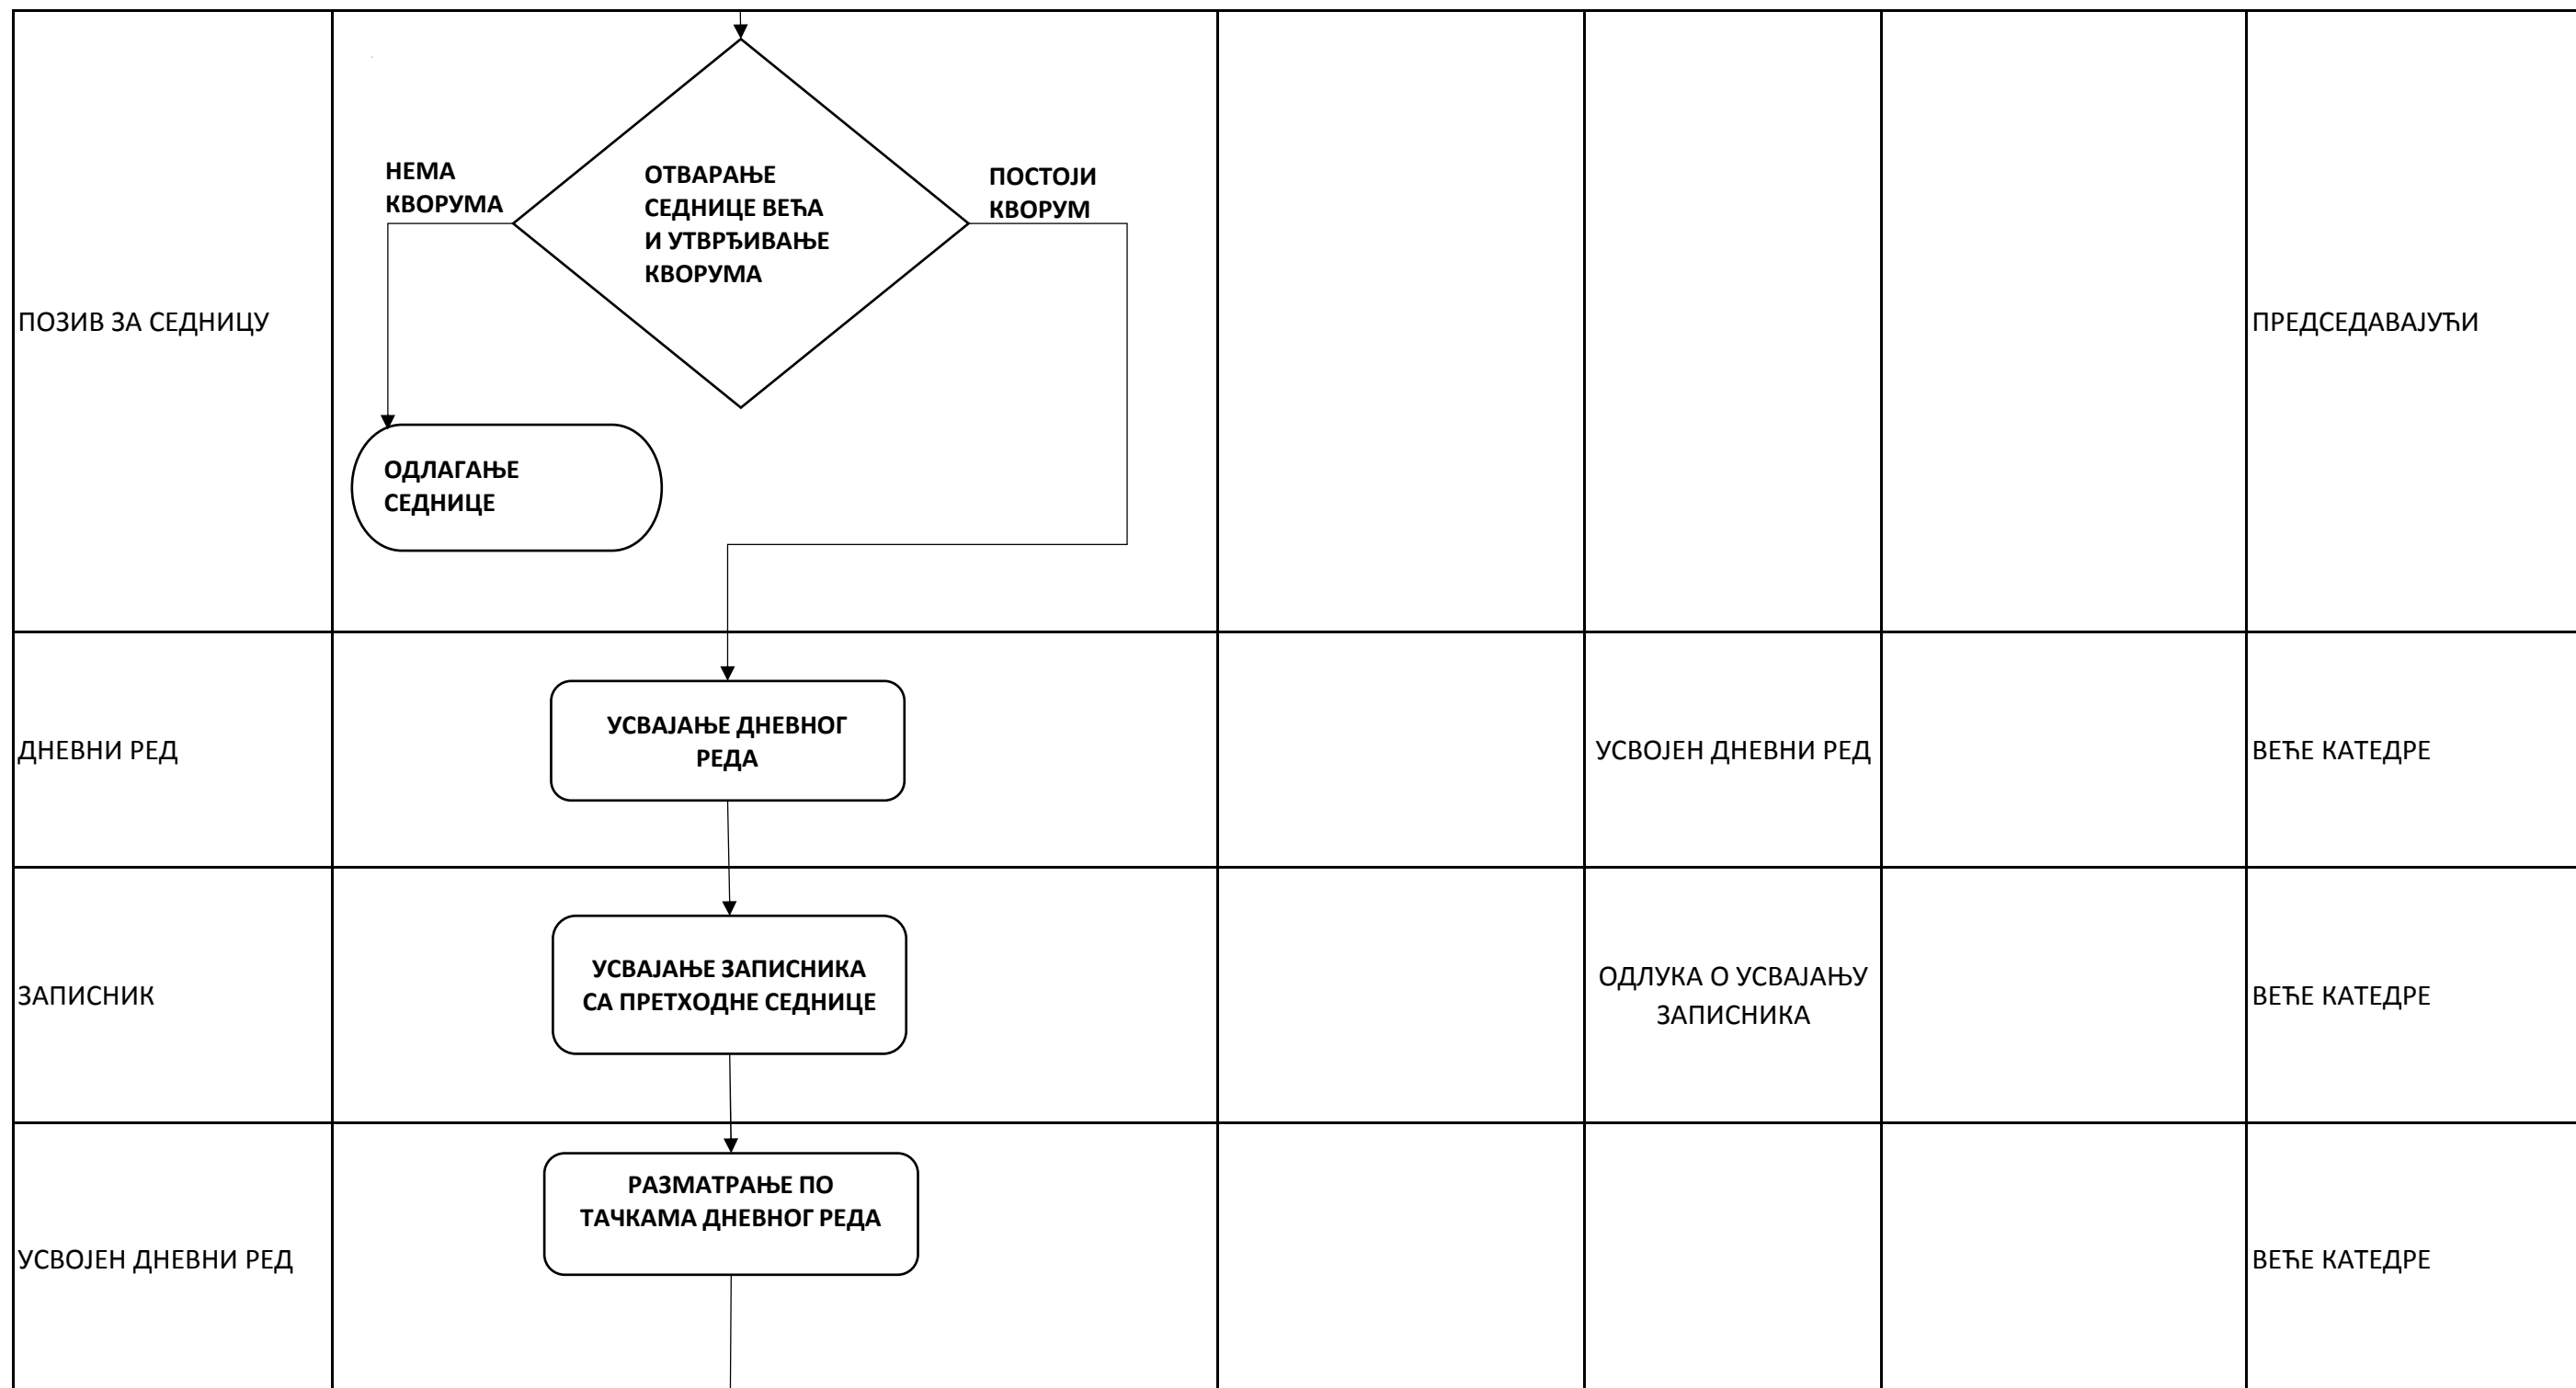 НЕМА
КВОРУМА
ОТВАРАЊЕ
СЕДНИЦЕ ВЕЋА
И УТВРЂИВАЊЕ
КВОРУМА
ПОСТОЈИ
КВОРУМ
ПОЗИВ ЗА СЕДНИЦУ
ПРЕДСЕДАВАЈУЋИ
ОДЛАГАЊЕ
СЕДНИЦЕ
ДНЕВНИ РЕД
УСВАЈАЊЕ ДНЕВНОГ
РЕДА
УСВОЈЕН ДНЕВНИ РЕД
ВЕЋЕ КАТЕДРЕ
ЗАПИСНИК
УСВАЈАЊЕ ЗАПИСНИКА
СА ПРЕТХОДНЕ СЕДНИЦЕ
ОДЛУКА О УСВАЈАЊУ
ЗАПИСНИКА
ВЕЋЕ КАТЕДРЕ
УСВОЈЕН ДНЕВНИ РЕД
РАЗМАТРАЊЕ ПО
ТАЧКАМА ДНЕВНОГ РЕДА
ВЕЋЕ КАТЕДРЕ